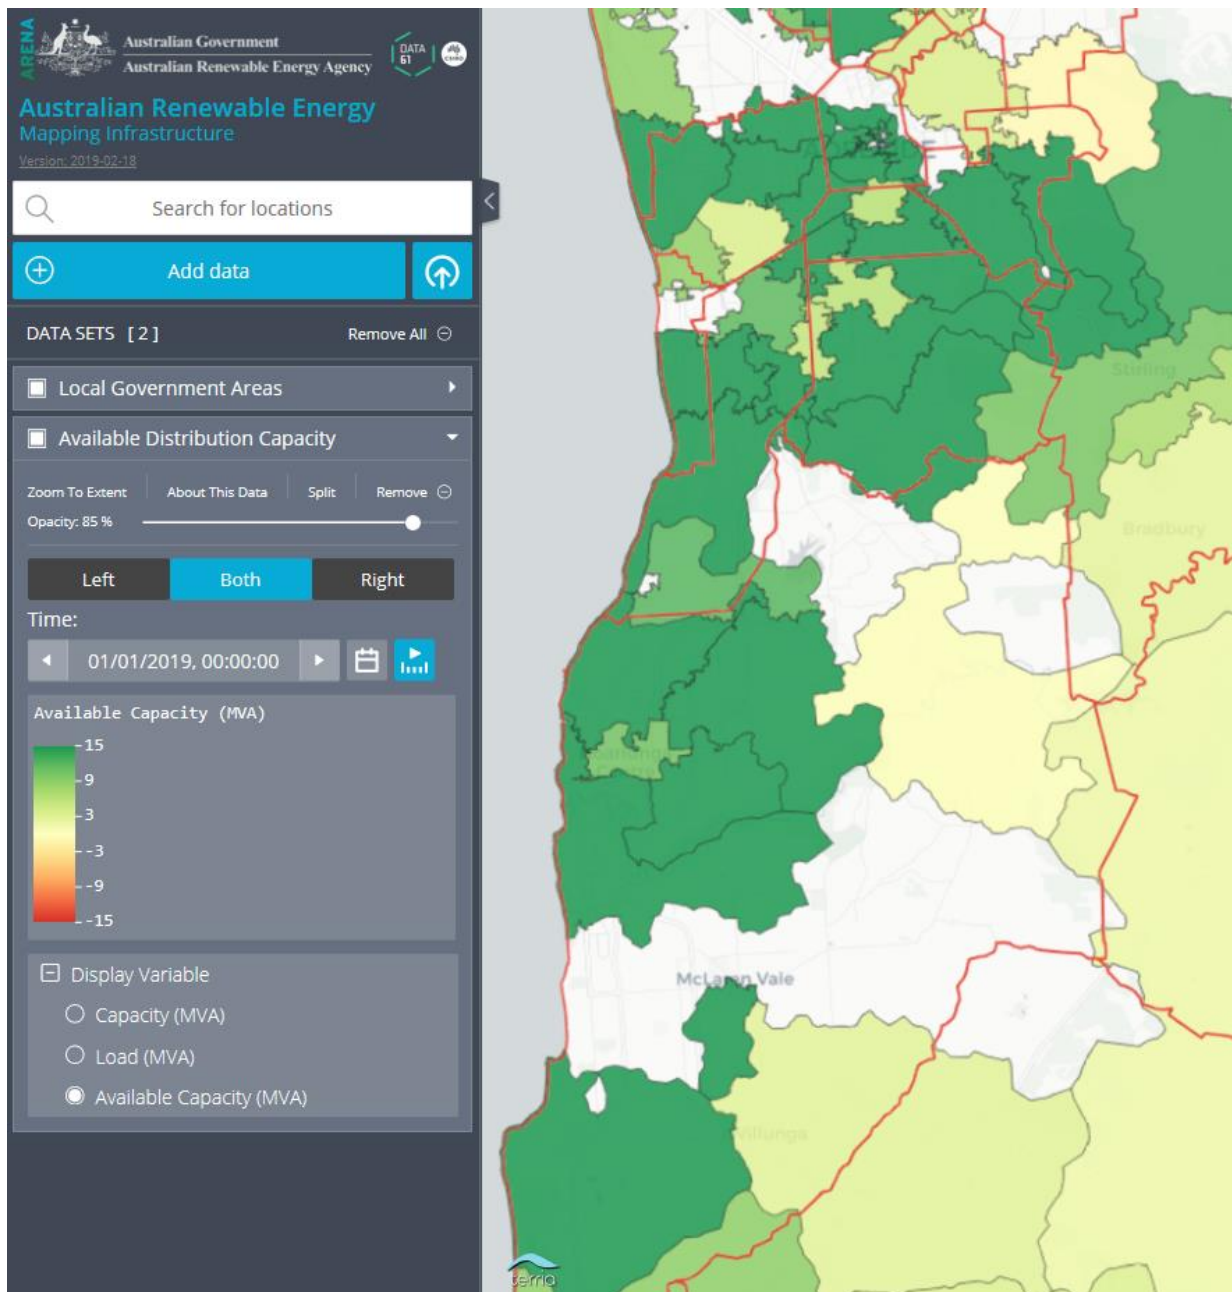 ARENA
Australian Government
Australian Renewable Energy Agency
DATA
61
CSIRO
Australian Renewable Energy
Mapping Infrastructure
Version: 2019-02-18
Search for locations
Add data
DATA SETS [ 2 ]
Remove All
Local Government Areas
Available Distribution Capacity
Zoom To Extent
About This Data
Split
Remove
Opacity: 85 %
Left
Both
Right
Time:
01/01/2019, 00:00:00
Available Capacity (MVA)
15
9
3
-3
-9
-15
Display Variable
Capacity (MVA)
Load (MVA)
Available Capacity (MVA)
Stirling
Bradbury
McLaren Vale
Willunga
terria